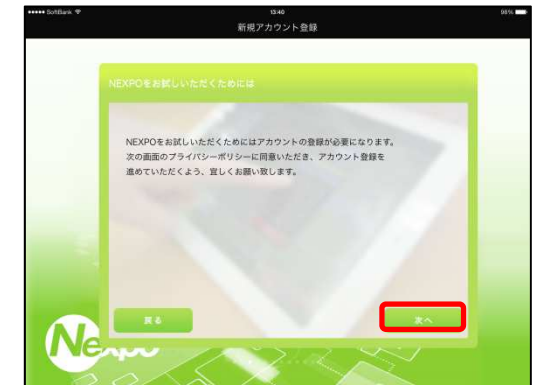 SoftBank 13:40 98%
新規アカウント登録
NEXPOをお試しいただくためには
NEXPOをお試しいただくためにはアカウントの登録が必要になります。
次の画面のプライバシーポリシーに同意いただき、アカウント登録を
進めていただくよう、宜しくお願い致します。
戻る 次へ
Nexpo